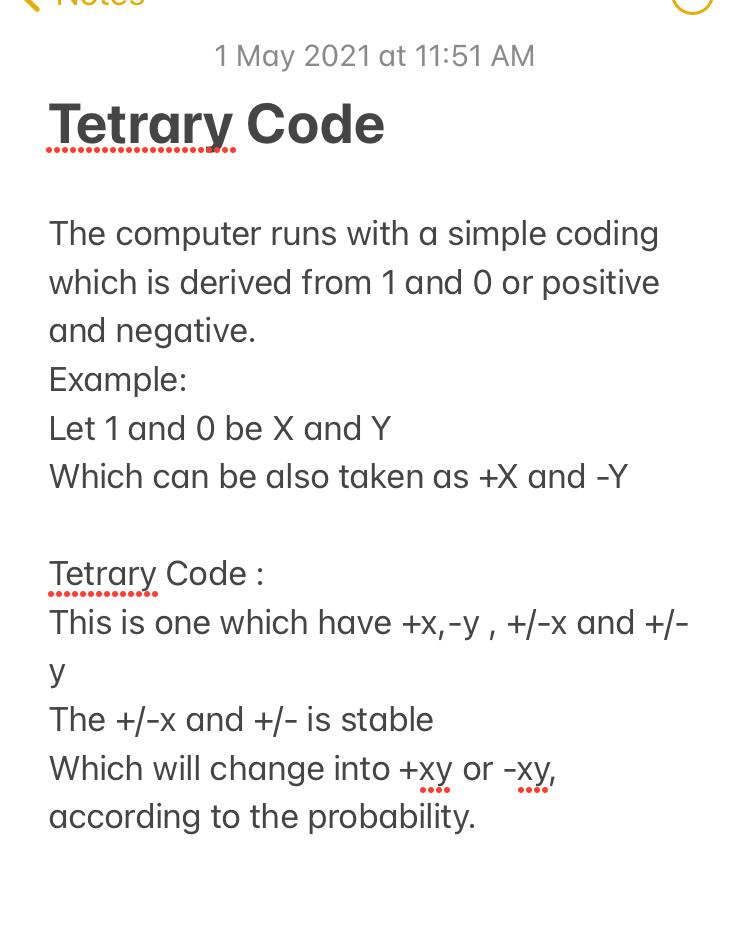 Notes
1 May 2021 at 11:51 AM
Tetrary Code
The computer runs with a simple coding
which is derived from 1 and 0 or positive
and negative.
Example:
Let 1 and 0 be X and Y
Which can be also taken as +X and -Y
Tetrary Code :
This is one which have +x,-y , +/-x and +/-
y
The +/-x and +/- is stable
Which will change into +xy or -xy,
according to the probability.